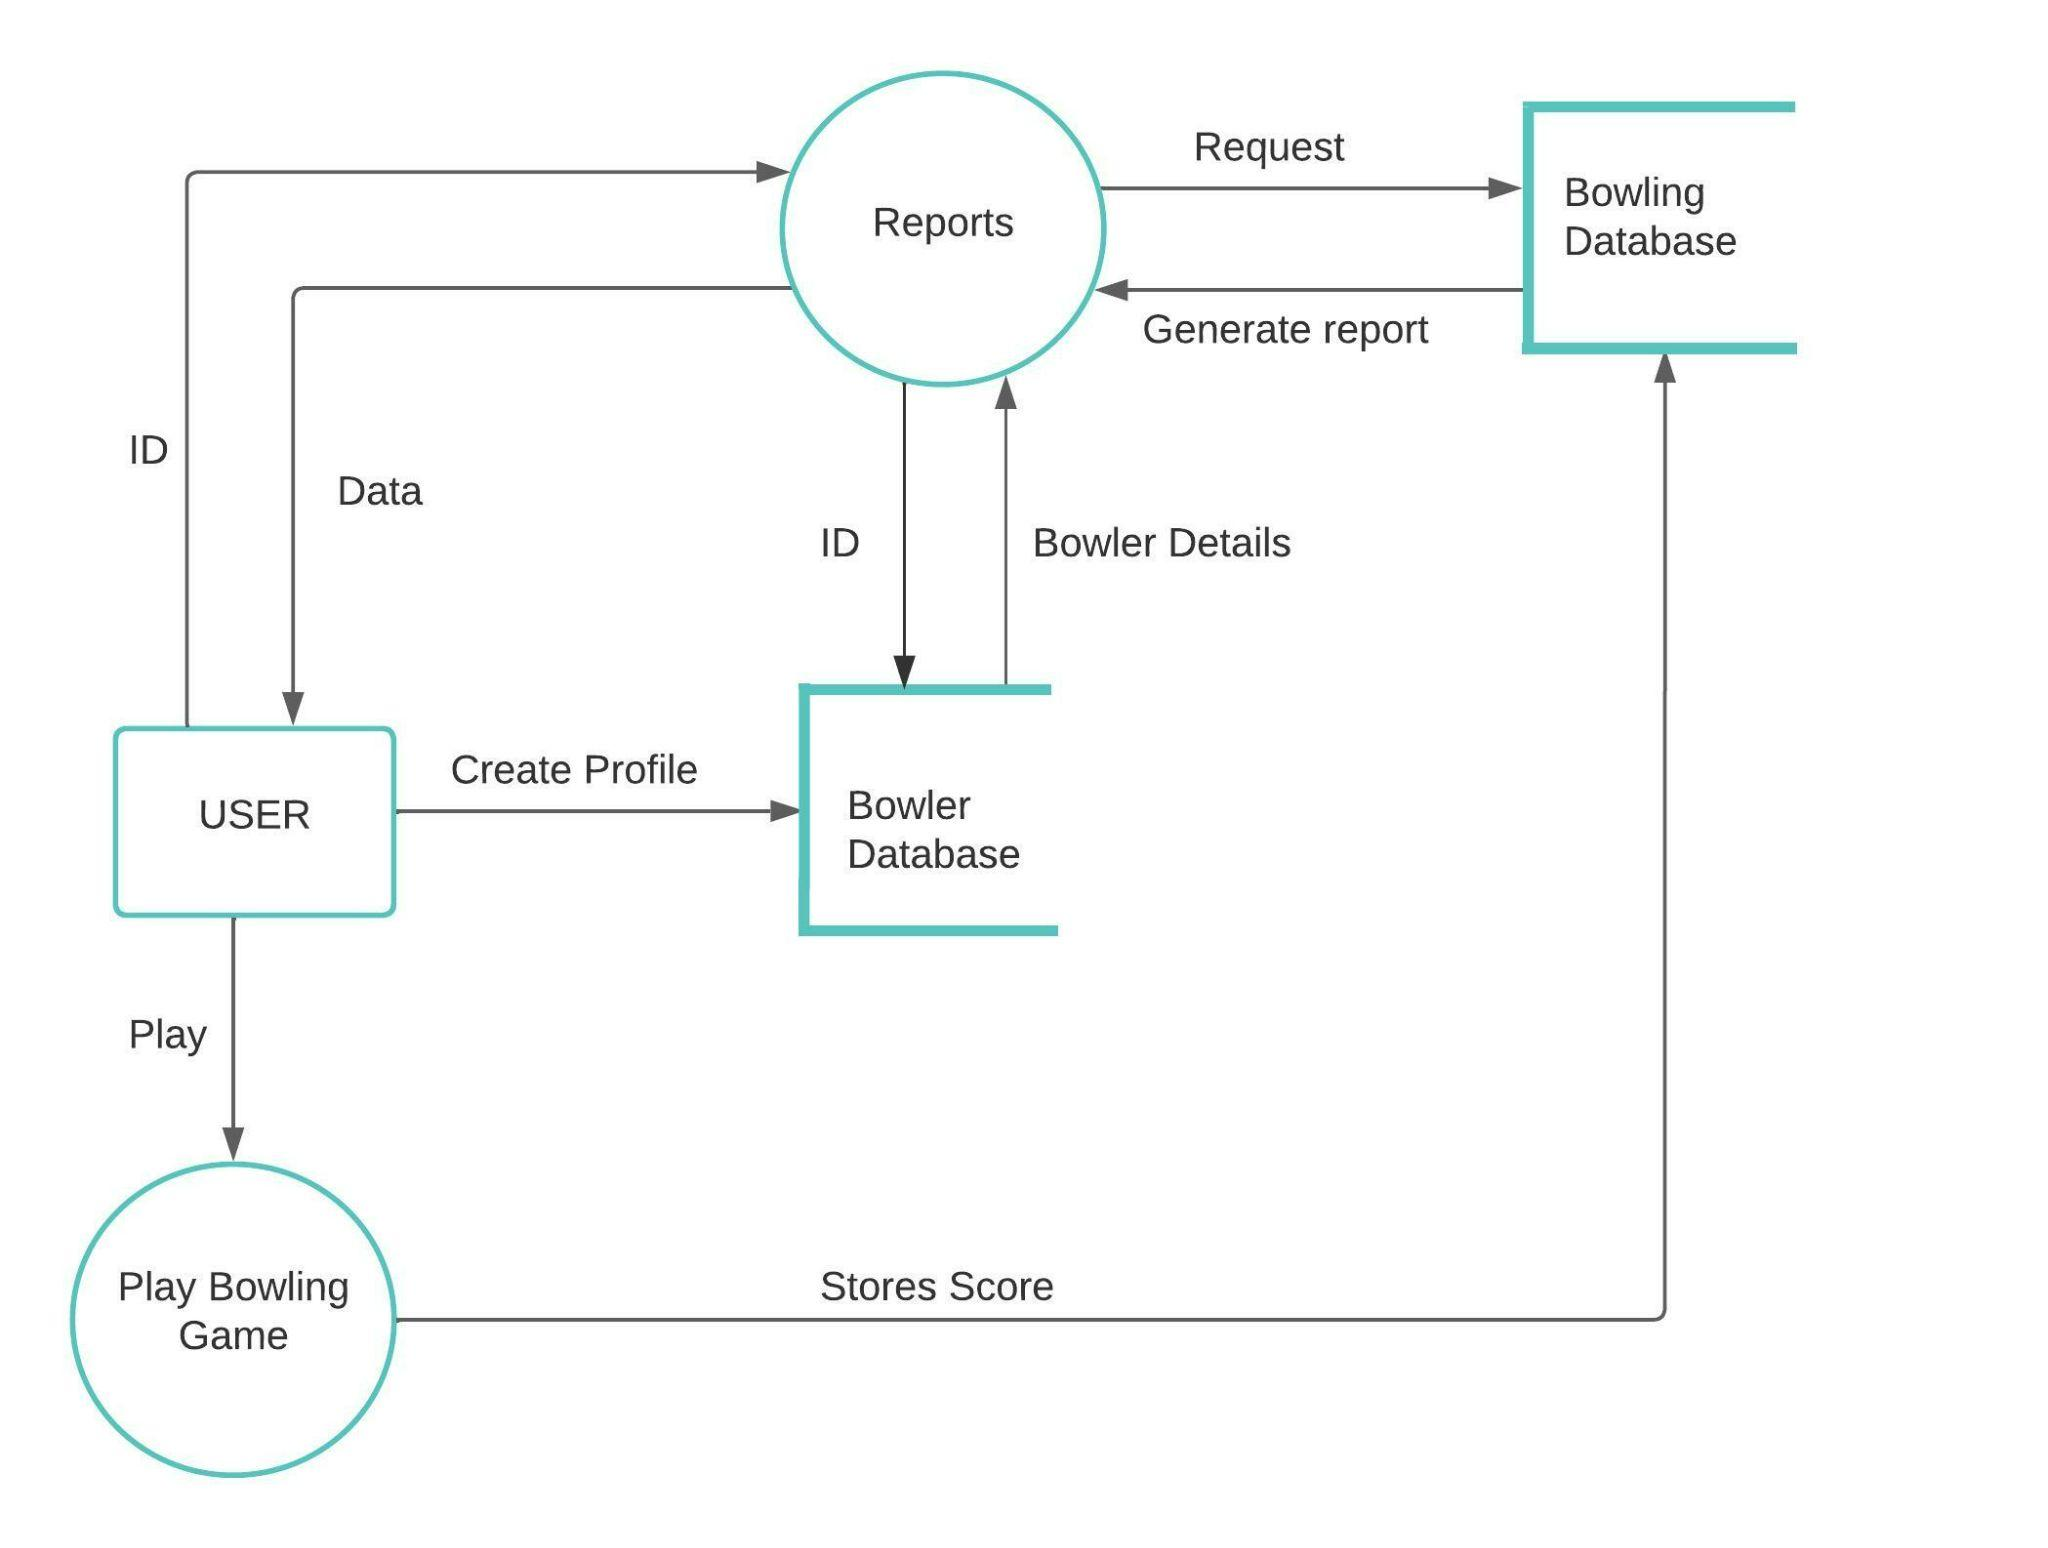 Request
Reports
Bowling
Database
Generate report
ID
Data
ID
Bowler Details
Create Profile
USER
Bowler
Database
Play
Play Bowling
Game
Stores Score